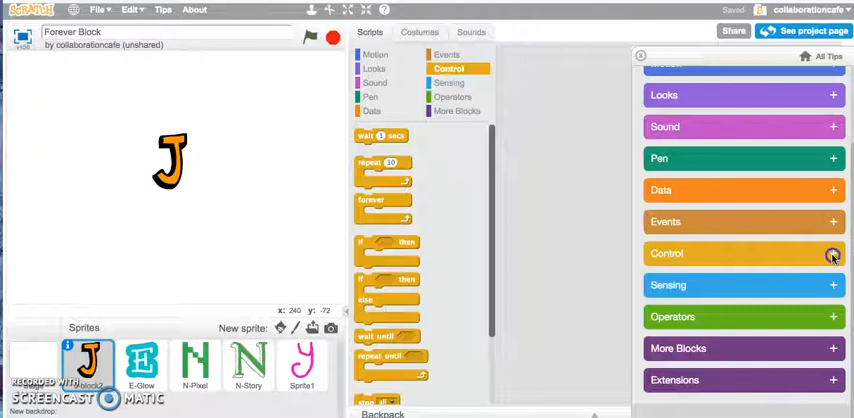 SCRATCH File Edit Tips About Saved collaborationcafe
Forever Block
by collaborationcafe (unshared)
v458
Scripts Costumes Sounds
Share See project page
All Tips
Motion Events
Looks Control
Sound Sensing
Pen Operators
Data More Blocks
wait 1 secs
repeat 10
forever
if then
if then
else
wait until
repeat until
stop all
J
x: 240 y: -72
Sprites New sprite:
J E N N y
J-block2 E-Glow N-Pixel N-Story Sprite1
Stage
New backdrop:
RECORDED WITH
SCREENCAST MATIC
Backpack
Motion
Looks +
Sound +
Pen +
Data +
Events +
Control
Sensing +
Operators +
More Blocks +
Extensions +